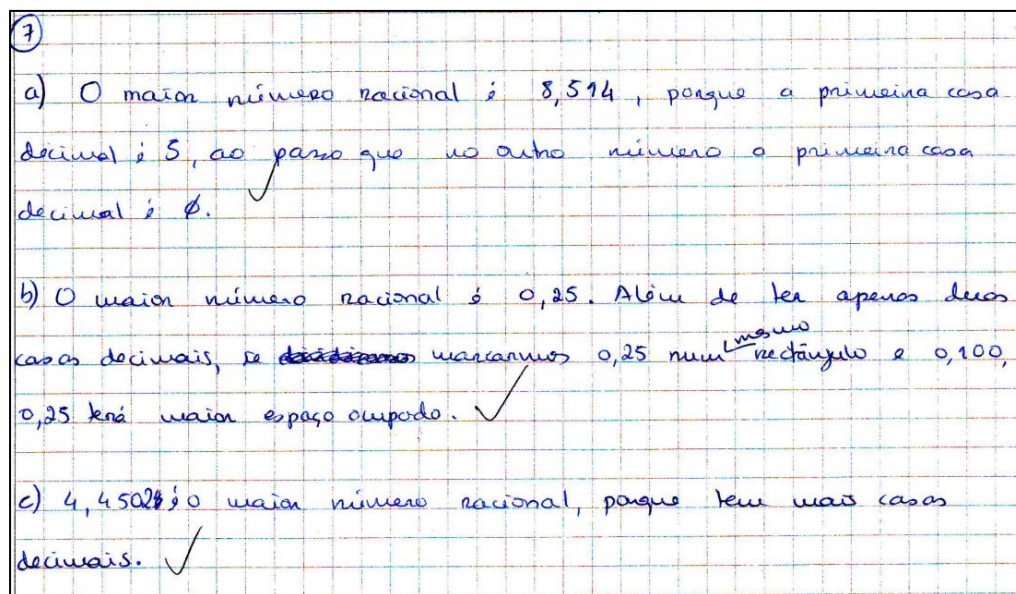 7
a) O maior número racional é 8,514, porque a primeira casa
decimal é 5, ao passo que no outro número a primeira casa
decimal é 0.
b) O maior número racional é 0,25. Além de ter apenas duas
casas decimais, se marcarmos 0,25 num mesmo rectângulo e 0,100,
0,25 terá maior espaço ocupado.
c) 4,4502 é o maior número racional, porque tem mais casas
decimais.